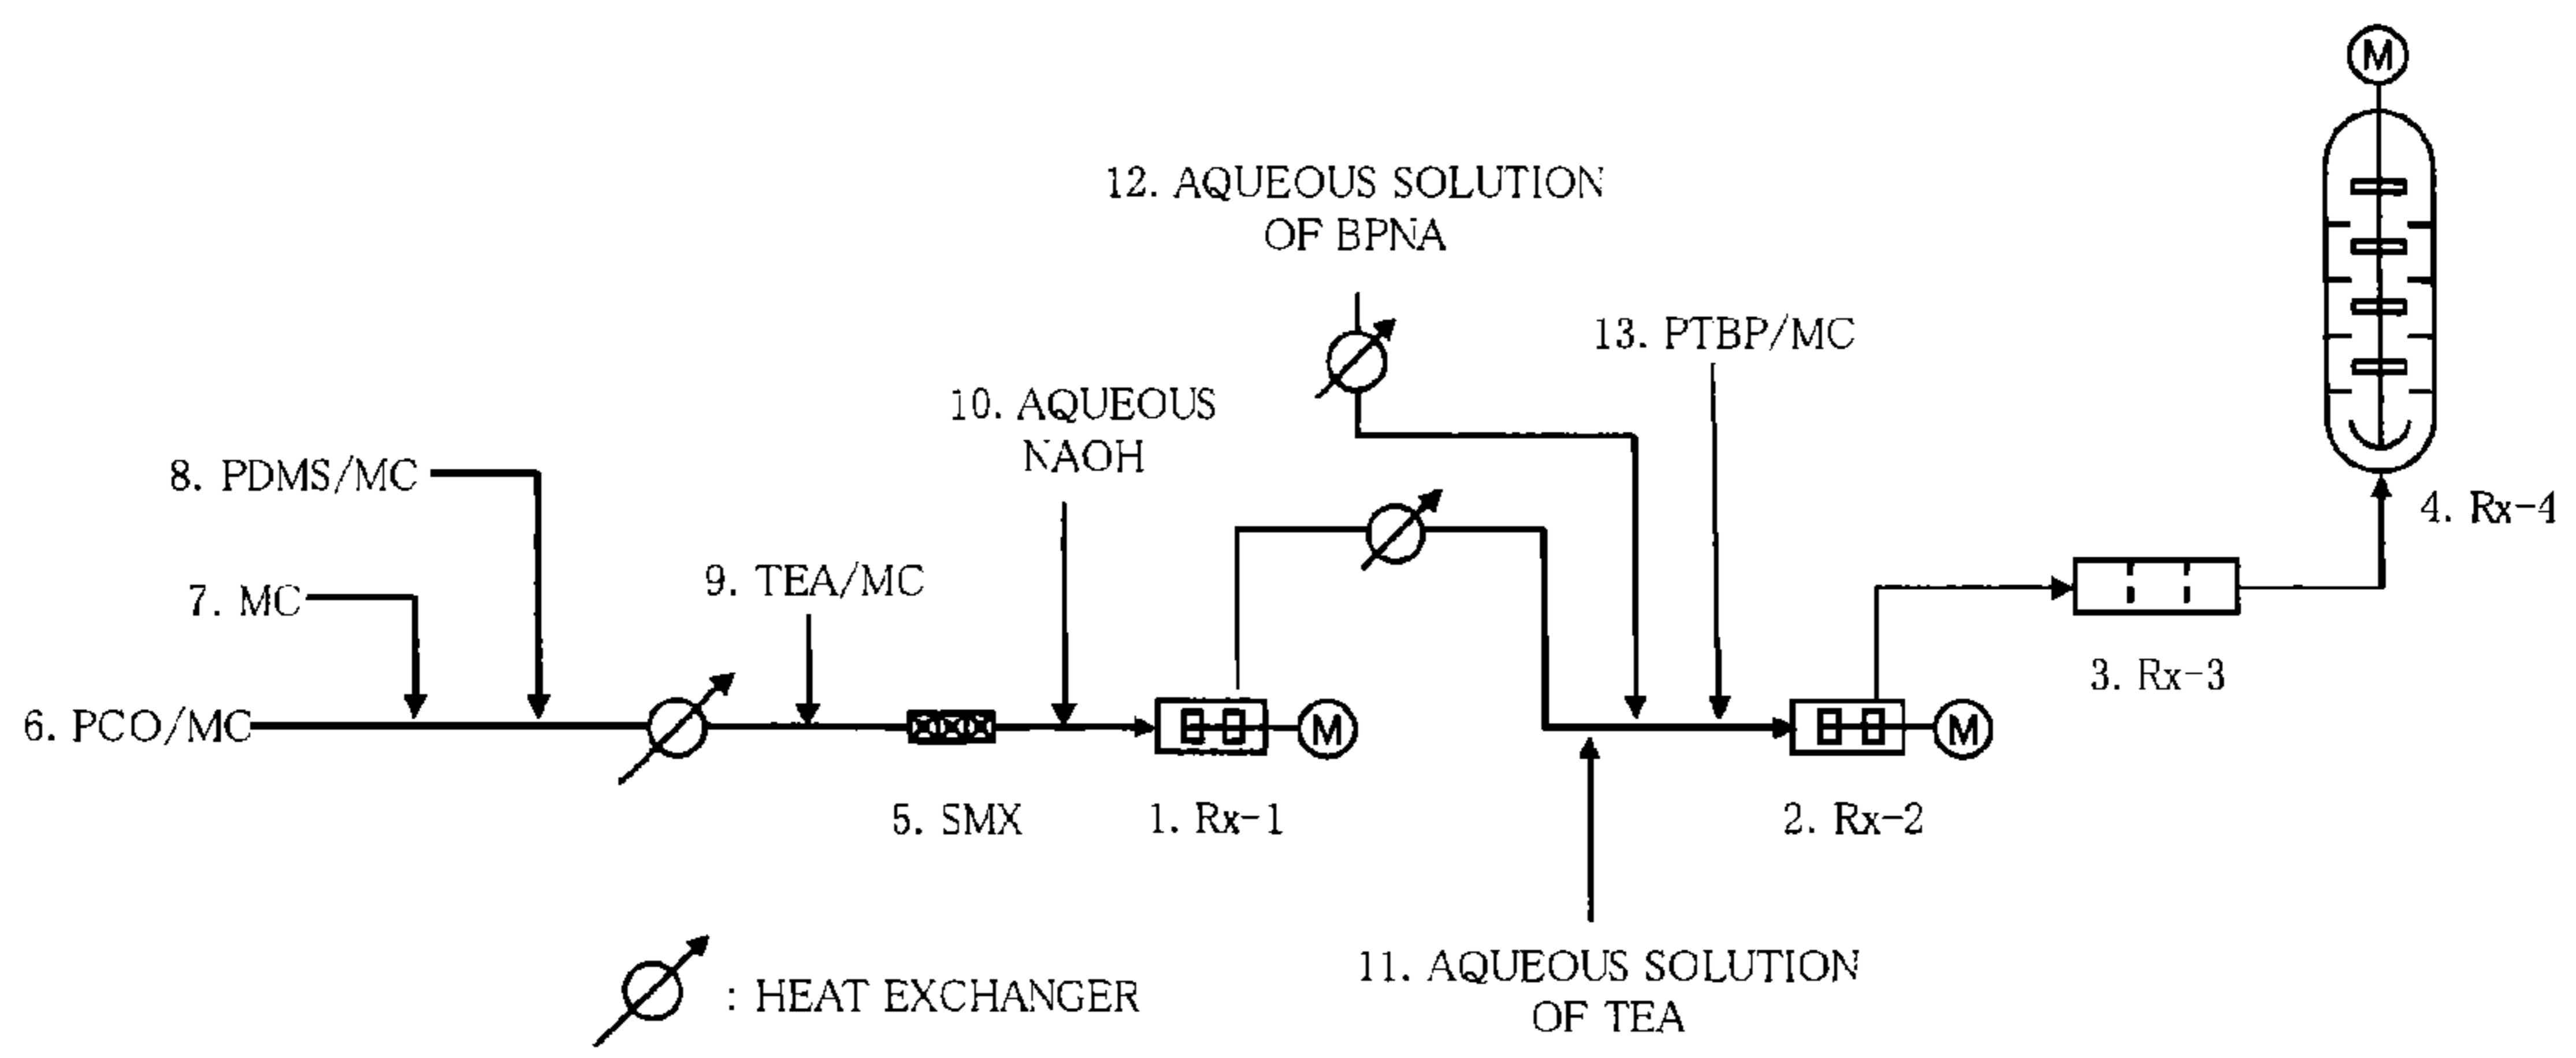 M
12. AQUEOUS SOLUTION
OF BPNA
13. PTBP/MC
10. AQUEOUS
NAOH
8. PDMS/MC
4. Rx-4
9. TEA/MC
7. MC
3. Rx-3
6. PCO/MC
M
M
5. SMX
1. Rx-1
2. Rx-2
11. AQUEOUS SOLUTION
OF TEA
: HEAT EXCHANGER